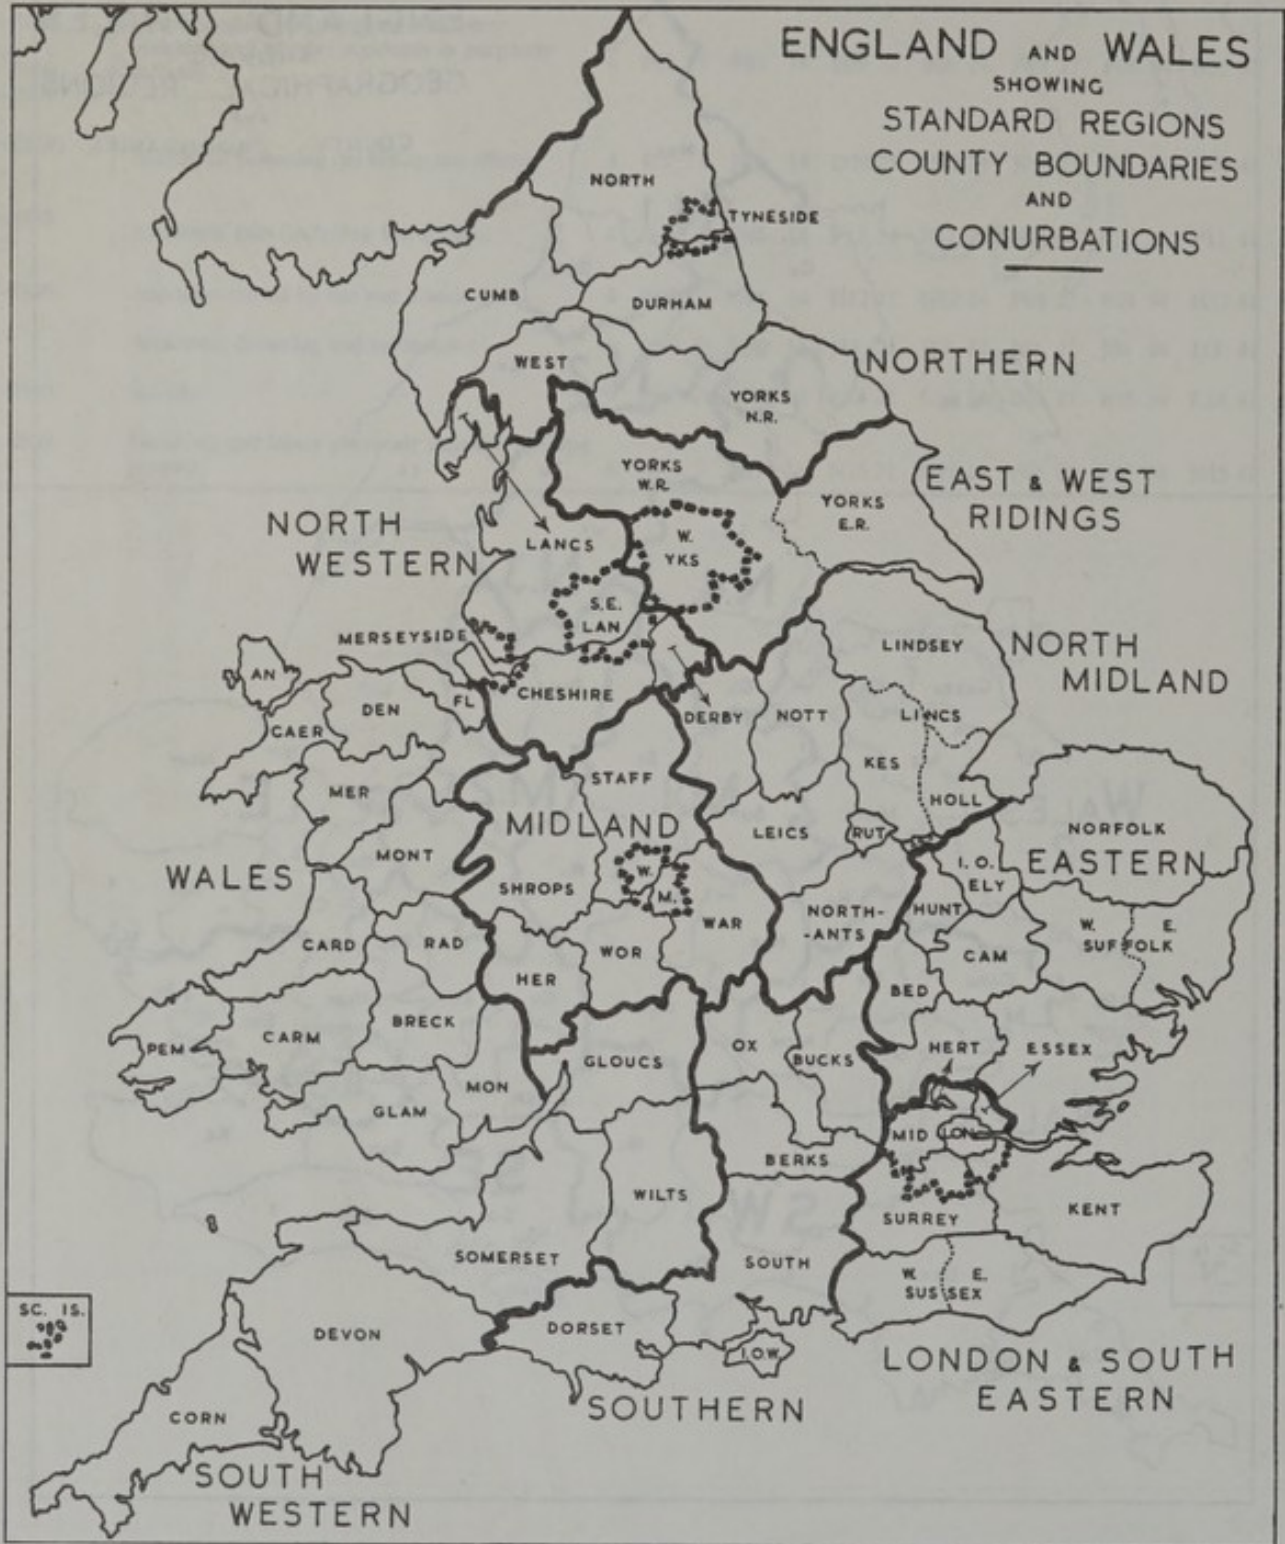 ENGLAND AND WALES
SHOWING
STANDARD REGIONS
COUNTY BOUNDARIES
AND
CONURBATIONS
NORTH
TYNESIDE
CUMB
DURHAM
WEST
NORTHERN
YORKS
N.R.
YORKS
W.R.
YORKS
E.R.
EAST & WEST
RIDINGS
NORTH
WESTERN
LANCS
W.
YKS
S.E.
LAN
MERSEYSIDE
LINDSEY
NORTH
MIDLAND
AN
CHESHIRE
FL
DEN
CAER
DERBY
NOTT
LINCS
KES
HOLL
MER
STAFF
MIDLAND
LEICS
RUT
NORFOLK
EASTERN
I.O.
ELY
WALES
MONT
SHROPS
W.
M.
WAR
NORTH-
-ANTS
HUNT
W. E.
SUFFOLK
CARD
RAD
HER
WOR
CAM
BED
PEM
CARM
BRECK
GLOUCS
OX
BUCKS
HERT
ESSEX
MON
GLAM
MID
LON
BERKS
WILTS
SURREY
KENT
SOMERSET
SOUTH
W. E.
SUSSEX
SC. IS.
DEVON
DORSET
I.O.W.
LONDON & SOUTH
EASTERN
SOUTHERN
CORN
SOUTH
WESTERN